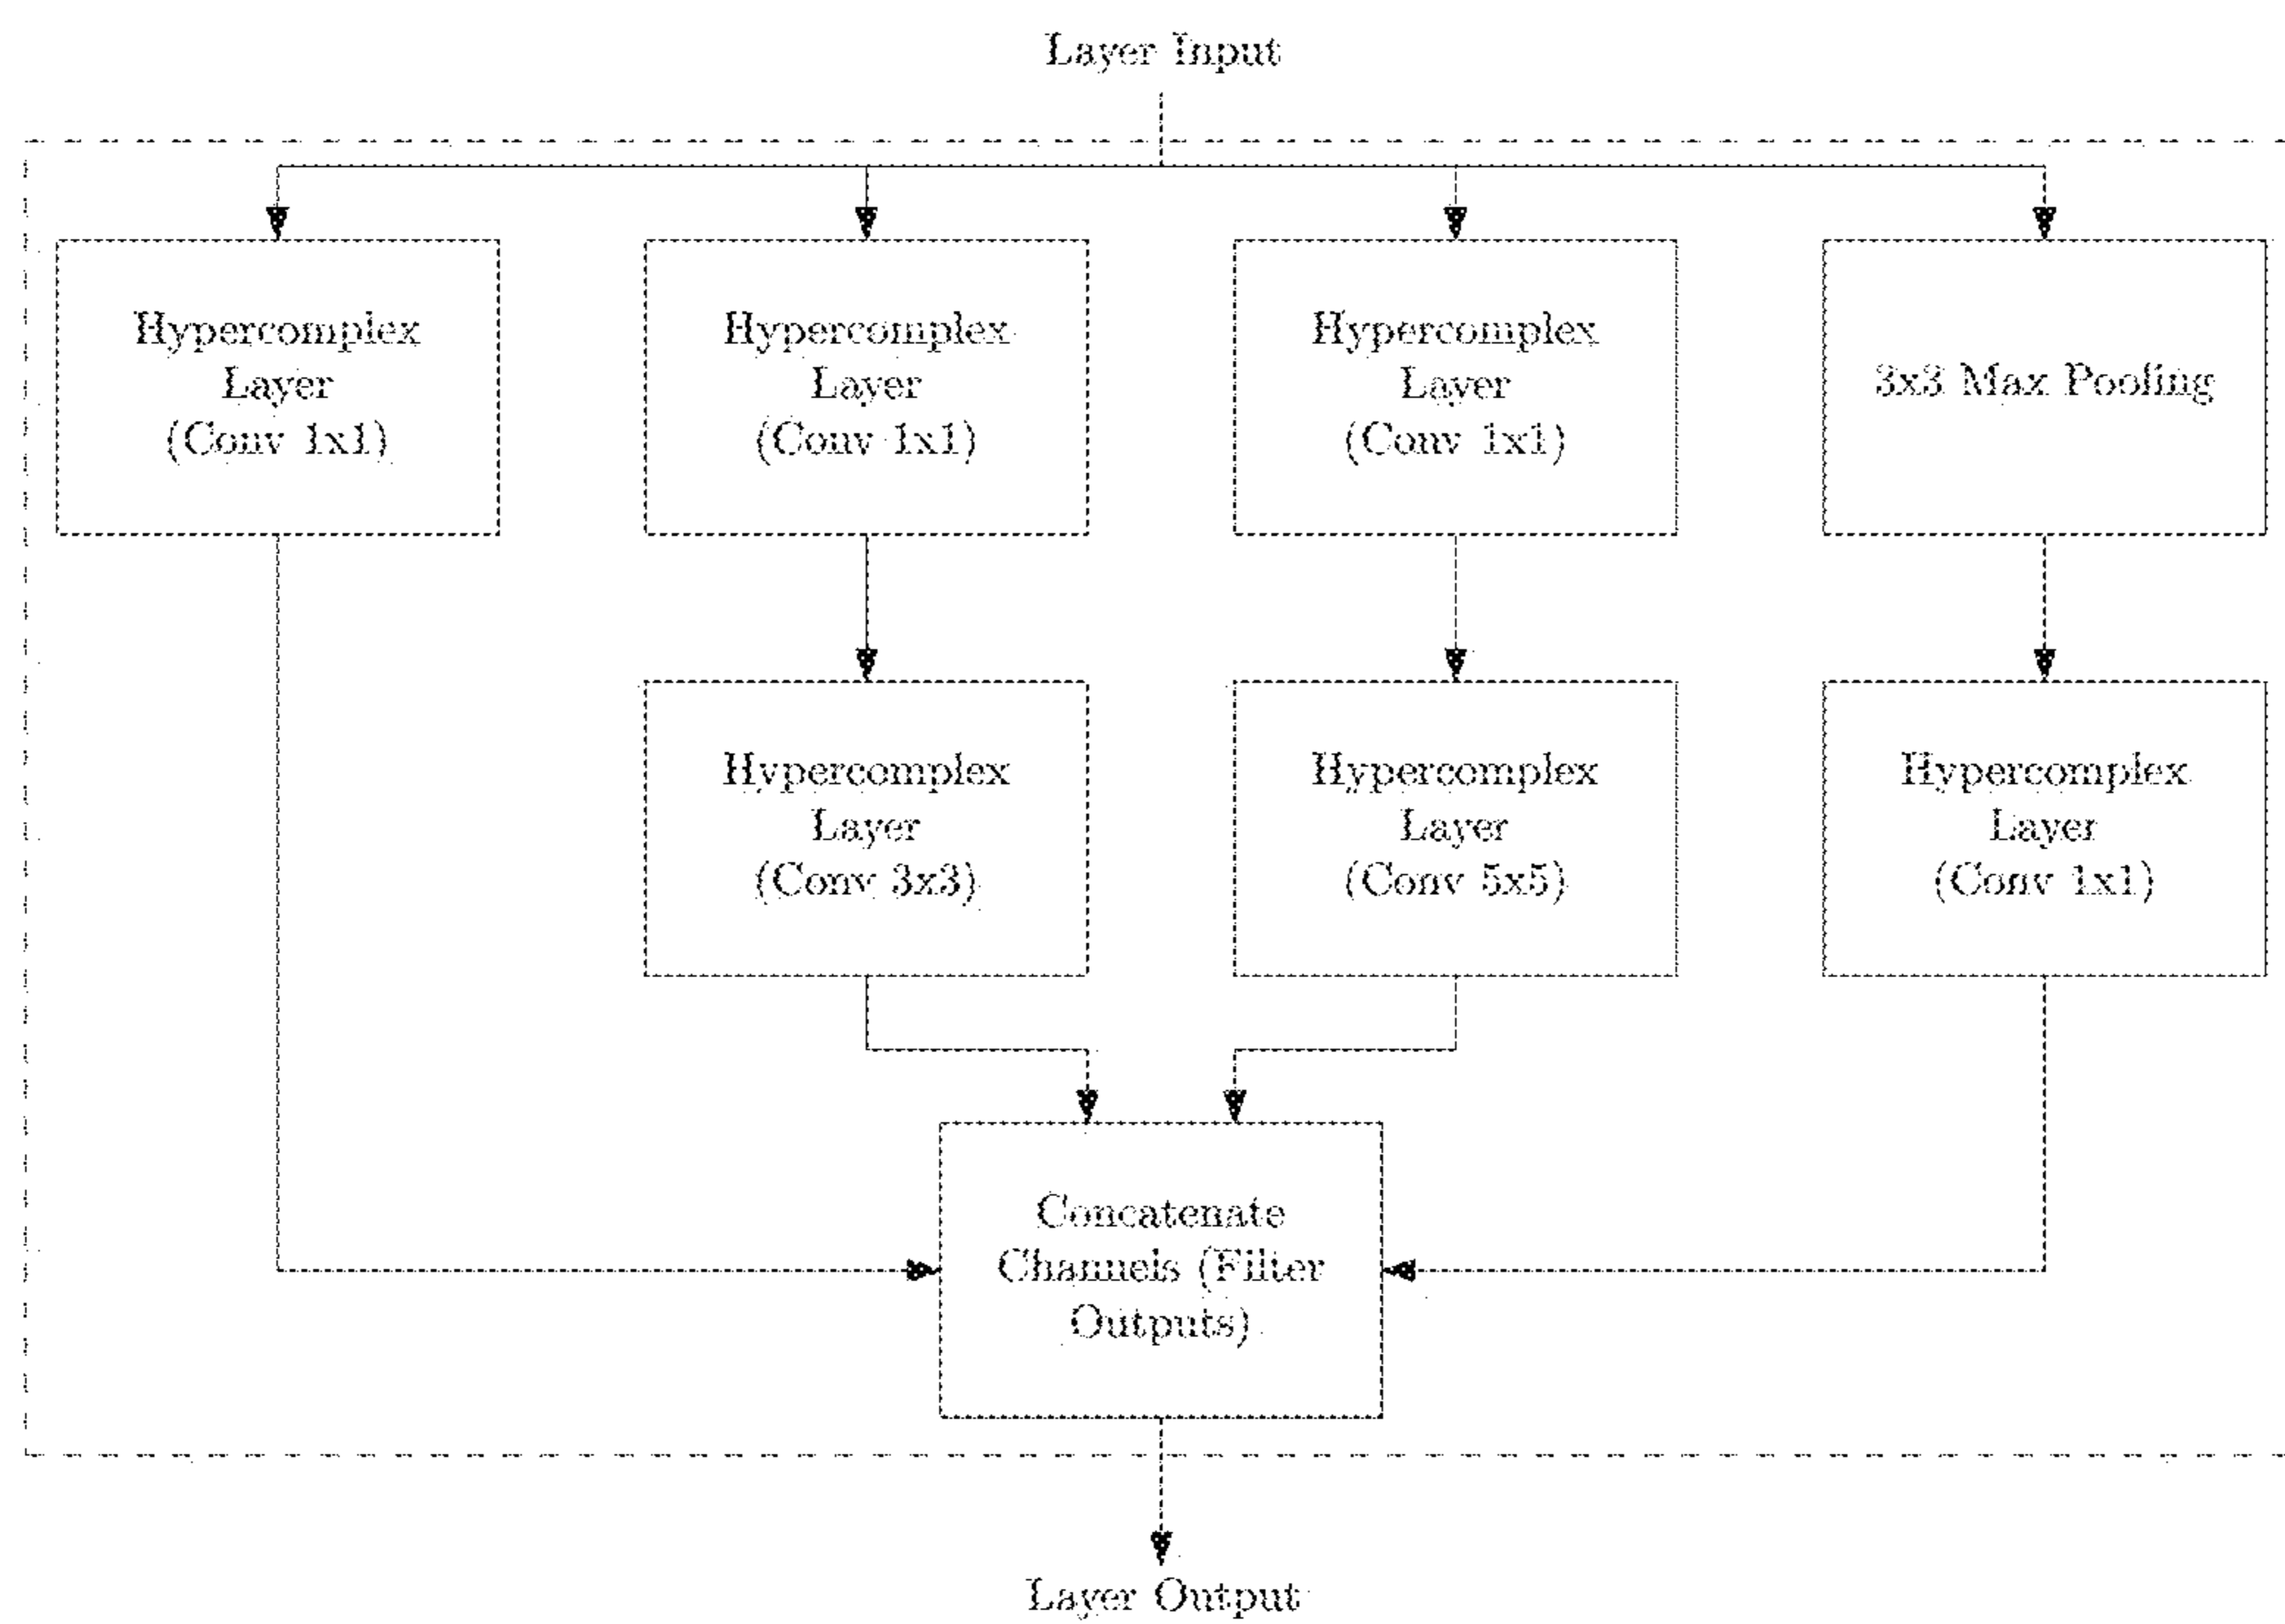 Layer Input
Hypercomplex
Layer
(Conv 1x1)
Hypercomplex
Layer
(Conv 1x1)
Hypercomplex
Layer
(Conv 1x1)
3x3 Max Pooling
Hypercomplex
Layer
(Conv 3x3)
Hypercomplex
Layer
(Conv 5x5)
Hypercomplex
Layer
(Conv 1x1)
Concatenate
Channels (Filter
Outputs)
Layer Output